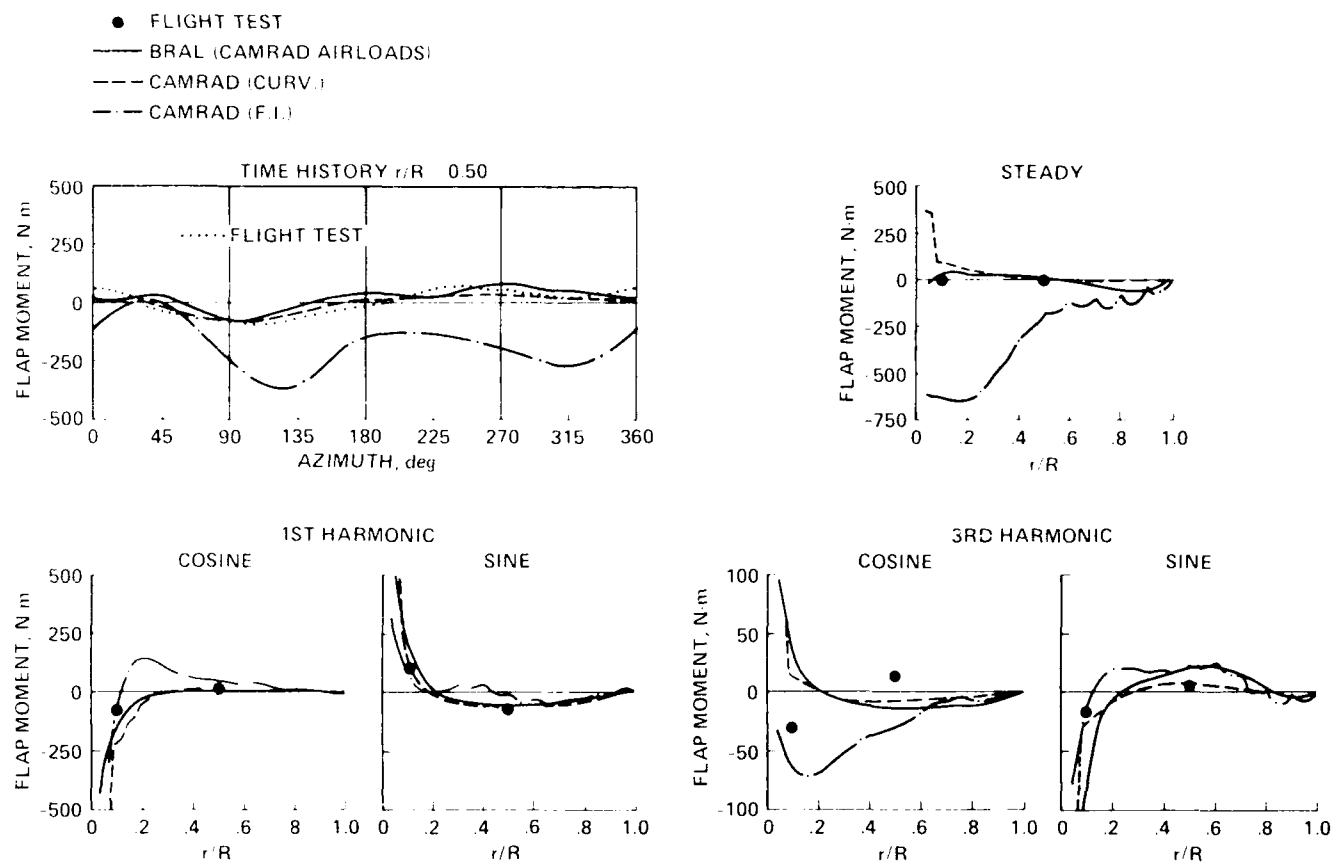 ● FLIGHT TEST
BRAL (CAMRAD AIRLOADS)
CAMRAD (CURV.)
CAMRAD (F.I.)
TIME HISTORY r/R 0.50
FLAP MOMENT, N m
500
250
0
-250
-500
FLIGHT TEST
0 45 90 135 180 225 270 315 360
AZIMUTH, deg
STEADY
FLAP MOMENT, N·m
500
250
0
-250
500
-750
0 .2 .4 .6 .8 1.0
r/R
1ST HARMONIC
COSINE
SINE
FLAP MOMENT, N m
500
250
0
-250
-500
0 .2 .4 .6 .8 1.0
r/R
0 .2 .4 .6 .8 1.0
r/R
3RD HARMONIC
COSINE
SINE
FLAP MOMENT, N·m
100
50
0
-50
-100
0 .2 .4 .6 .8 1.0
r/R
0 .2 .4 .6 .8 1.0
r/R